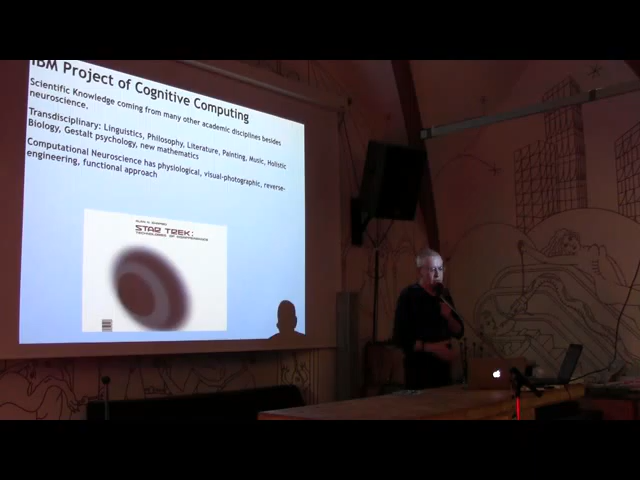 IBM Project of Cognitive Computing
Scientific Knowledge coming from many other academic disciplines besides
neuroscience.
Transdisciplinary: Linguistics, Philosophy, Literature, Painting, Music, Holistic
Biology, Gestalt psychology, new mathematics
Computational Neuroscience has physiological, visual-photographic, reverse-
engineering, functional approach
STAR TREK: